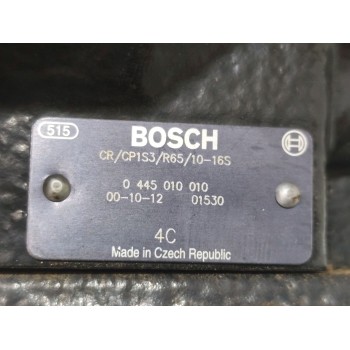 515
BOSCH
CR/CP1S3/R65/10-16S
0 445 010 010
00-10-12 01530
4C
Made in Czech Republic